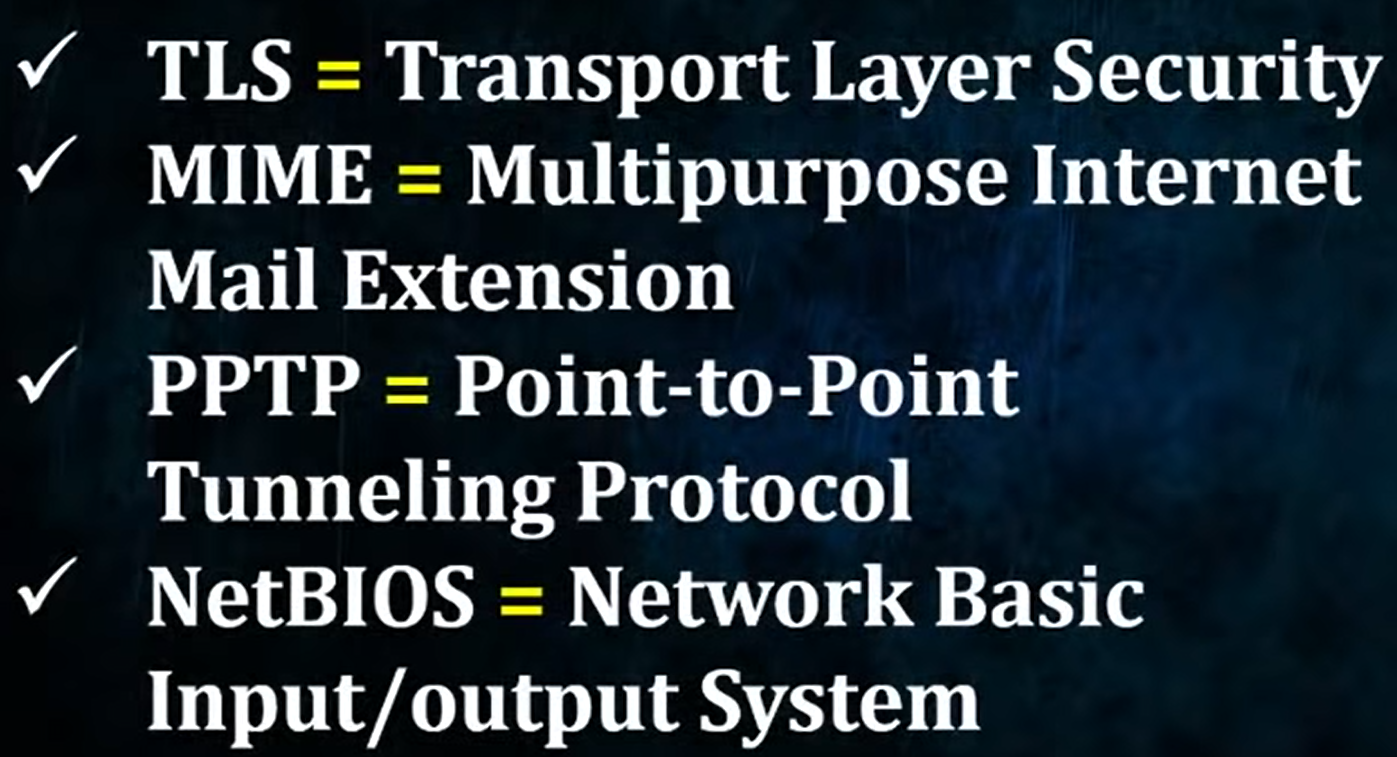 ✓ TLS = Transport Layer Security
✓ MIME = Multipurpose Internet
Mail Extension
✓ PPTP = Point-to-Point
Tunneling Protocol
✓ NetBIOS = Network Basic
Input/output System